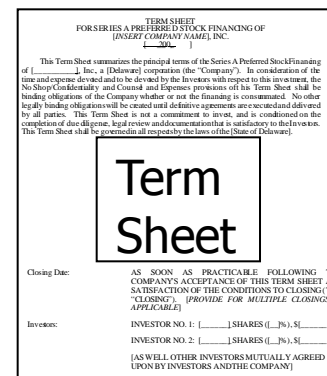 TERM SHEET
FOR SERIES A PREFERRED STOCK FINANCING OF
[INSERT COMPANY NAME], INC.
[__ 200_, ]
This Term Sheet summarizes the principal terms of the Series A Preferred Stock Financing
of [________], Inc., a [Delaware] corporation (the “Company”). In consideration of the
time and expense devoted and to be devoted by the Investors with respect to this investment, the
No Shop/Confidentiality and Counsel and Expenses provisions of this Term Sheet shall be
binding obligations of the Company whether or not the financing is consummated. No other
legally binding obligations will be created until definitive agreements are executed and delivered
by all parties. This Term Sheet is not a commitment to invest, and is conditioned on the
completion of due diligence, legal review and documentation that is satisfactory to the Investors.
This Term Sheet shall be governed in all respects by the laws of the [State of Delaware].
Term
Sheet
Closing Date: AS SOON AS PRACTICABLE FOLLOWING
COMPANY'S ACCEPTANCE OF THIS TERM SHEET
SATISFACTION OF THE CONDITIONS TO CLOSING (
“CLOSING”). [PROVIDE FOR MULTIPLE CLOSINGS
APPLICABLE]
Investors: INVESTOR NO. 1: [______] SHARES ([__]%), $[______
INVESTOR NO. 2: [______] SHARES ([__]%), $[______
[AS WELL OTHER INVESTORS MUTUALLY AGREED
UPON BY INVESTORS AND THE COMPANY]